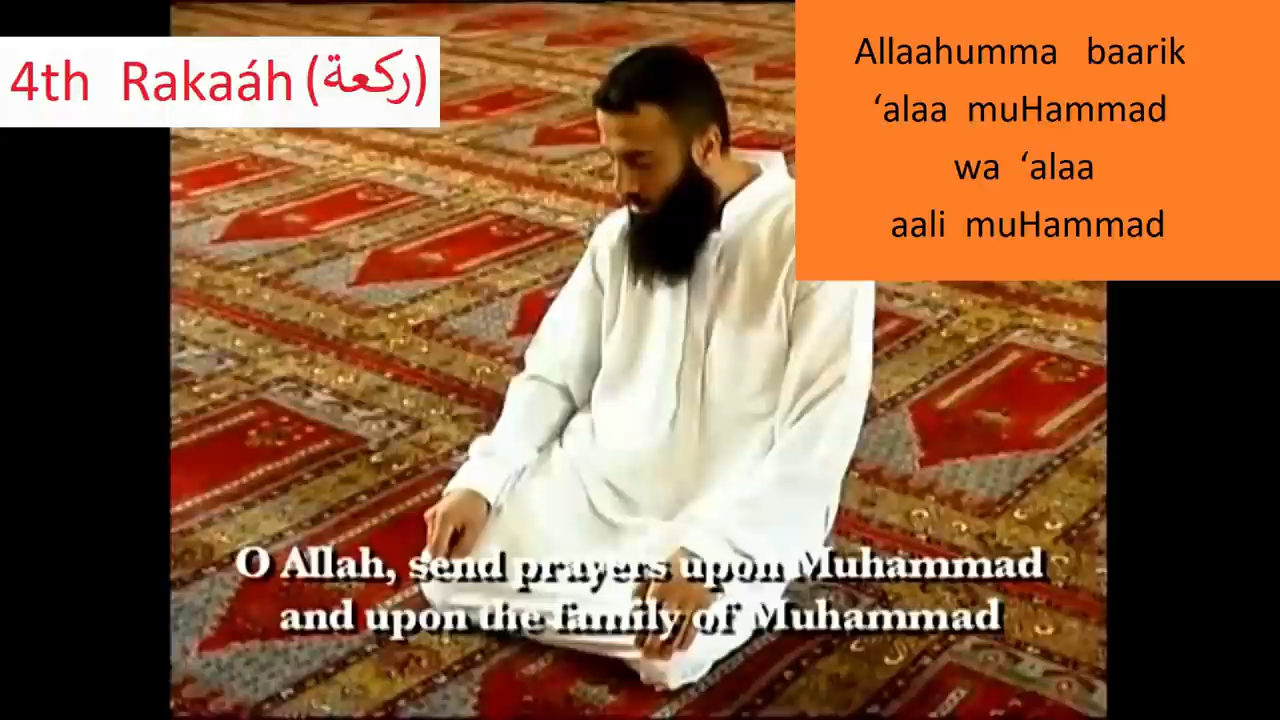 4th Rakaáh (ركعة)
Allaahumma baarik
‘alaa muHammad
wa ‘alaa
aali muHammad
O Allah, send prayers upon Muhammad
and upon the family of Muhammad